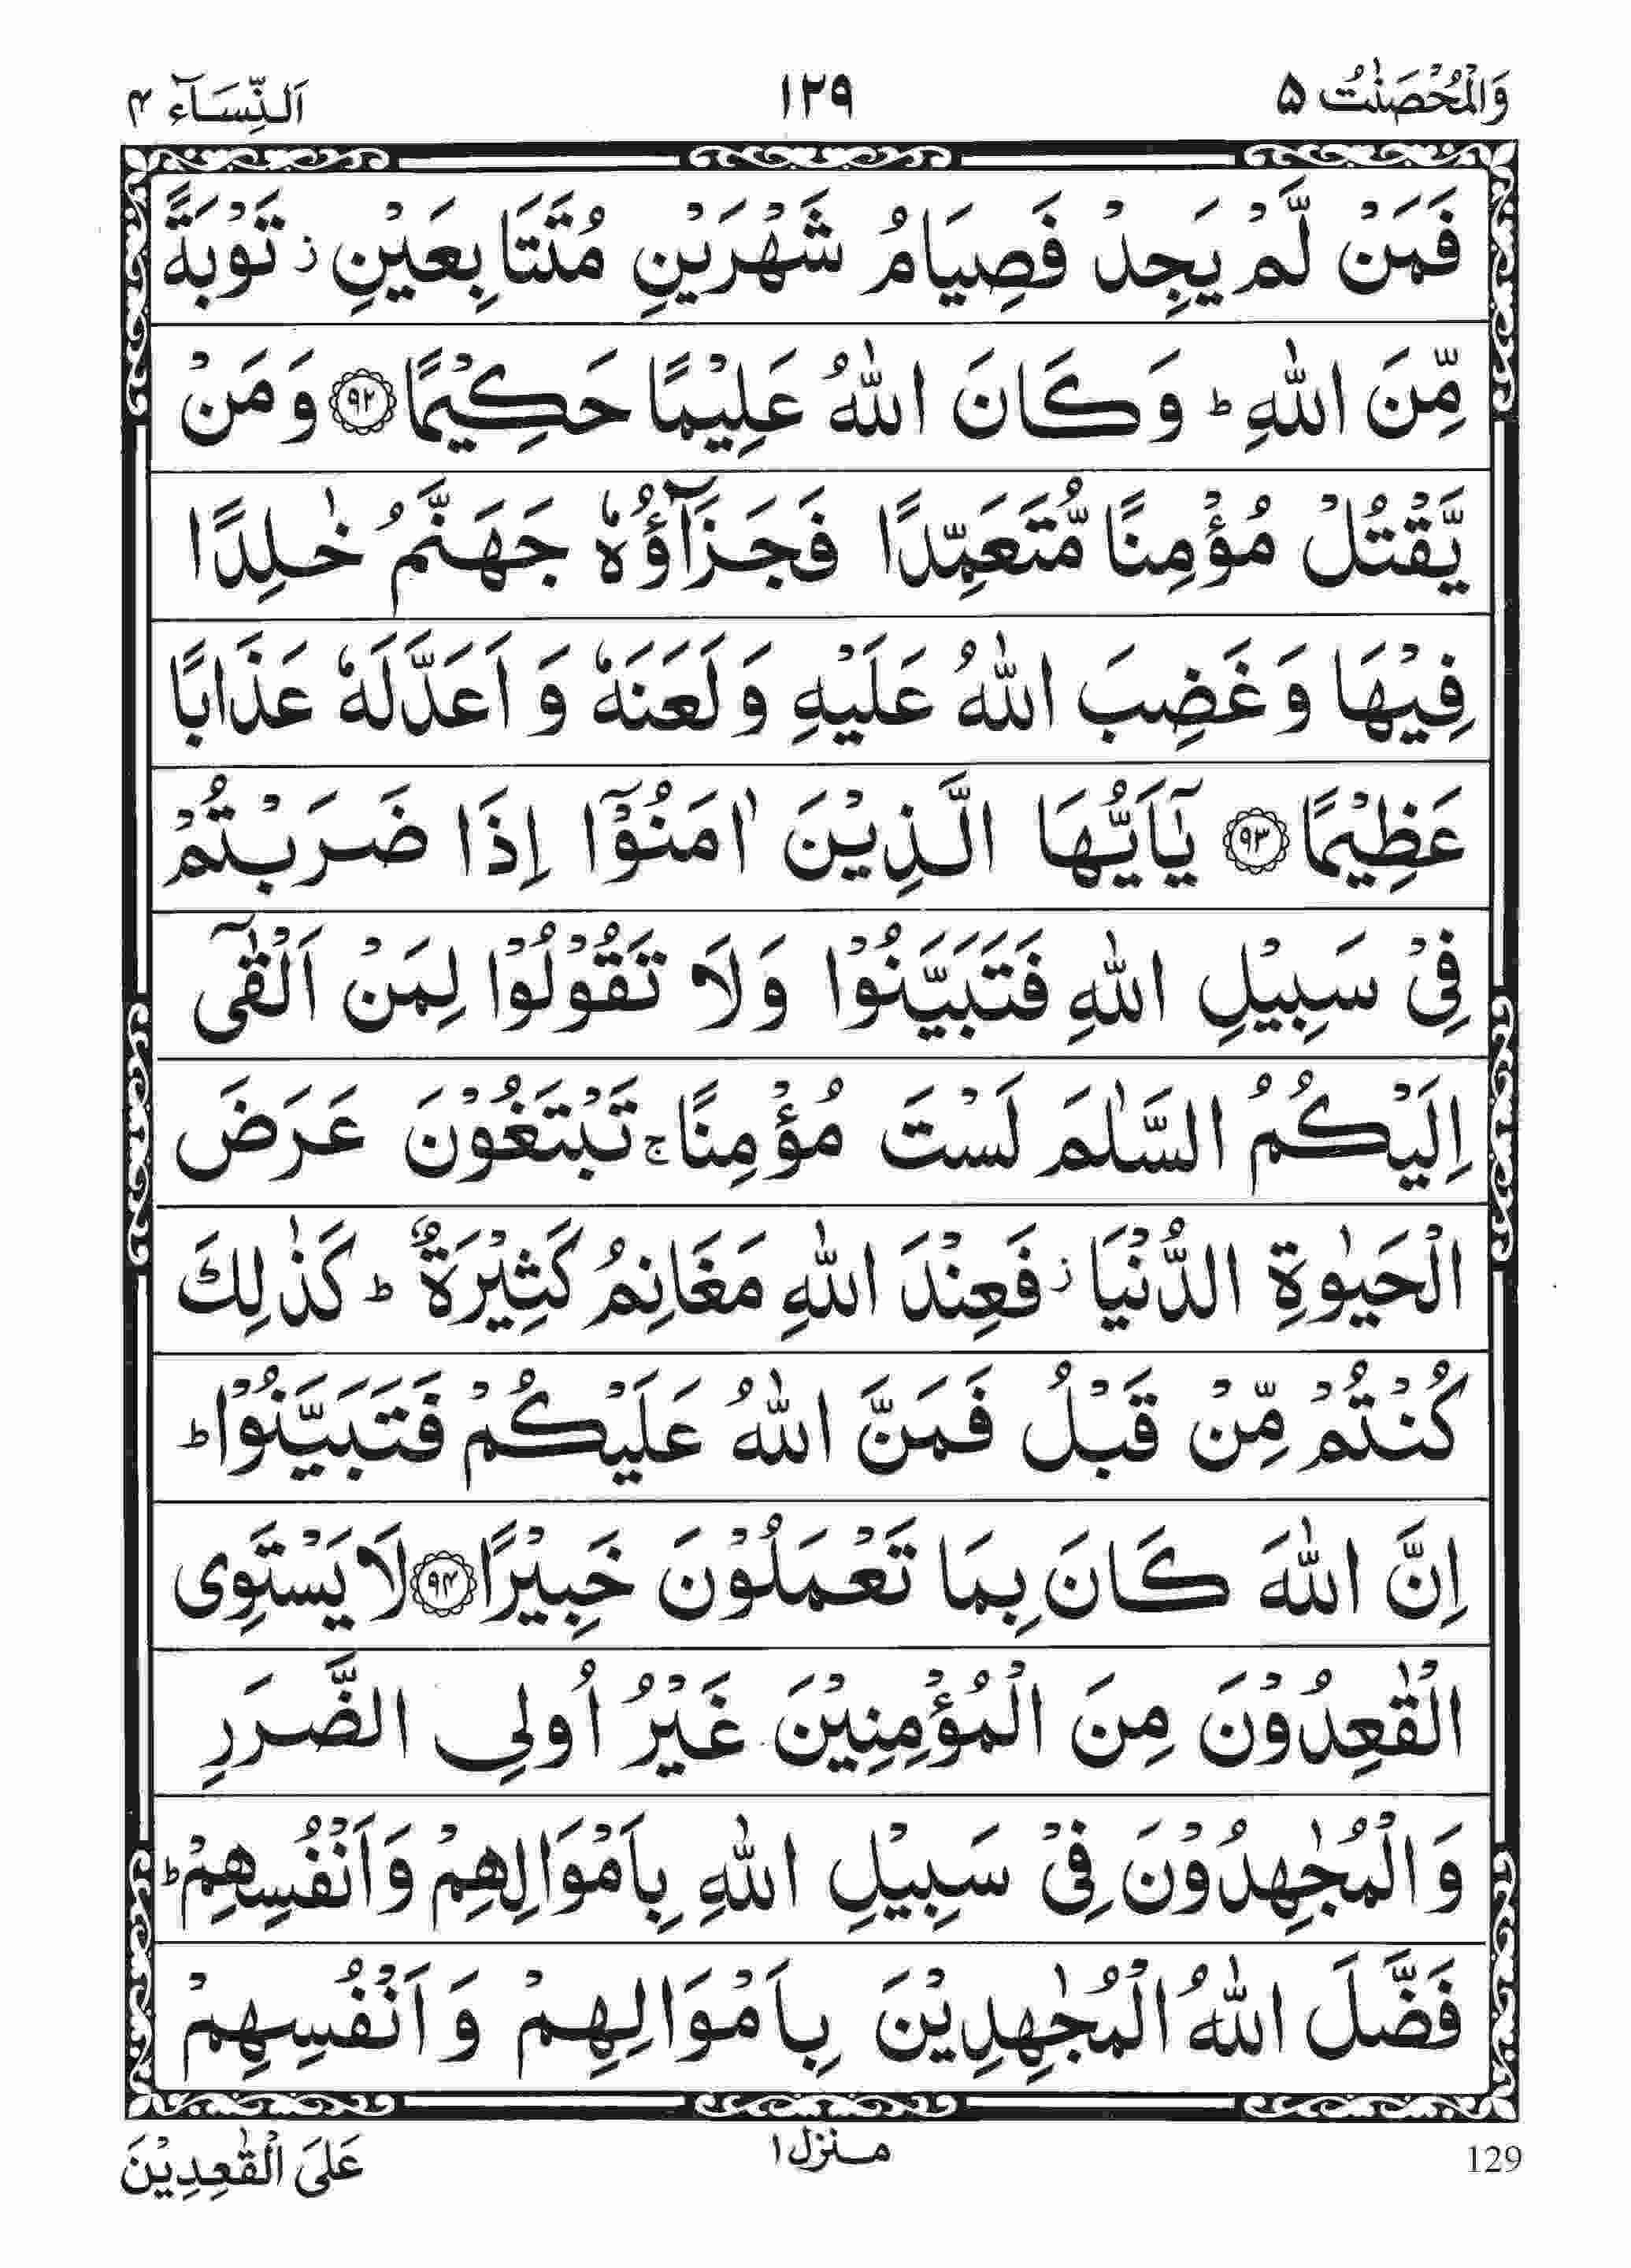 وَالْمُحْصَنٰتُ ۵ ۱۲۹ اَلنِّسَآء ۴
فَمَنْ لَّمْ يَجِدْ فَصِيَامُ شَهْرَيْنِ مُتَتَابِعَيْنِ ز تَوْبَةً
مِّنَ اللّٰهِ ط وَكَانَ اللّٰهُ عَلِيْمًا حَكِيْمًا ۹۲ وَمَنْ
يَّقْتُلْ مُؤْمِنًا مُّتَعَمِّدًا فَجَزَآؤُهٗ جَهَنَّمُ خٰلِدًا
فِيْهَا وَغَضِبَ اللّٰهُ عَلَيْهِ وَلَعَنَهٗ وَاَعَدَّلَهٗ عَذَابًا
عَظِيْمًا ۹۳ يٰۤاَيُّهَا الَّذِيْنَ اٰمَنُوْۤا اِذَا ضَرَبْتُمْ
فِيْ سَبِيْلِ اللّٰهِ فَتَبَيَّنُوْا وَلَا تَقُوْلُوْا لِمَنْ اَلْقٰۤى
اِلَيْكُمُ السَّلٰمَ لَسْتَ مُؤْمِنًا ج تَبْتَغُوْنَ عَرَضَ
الْحَيٰوةِ الدُّنْيَا ز فَعِنْدَ اللّٰهِ مَغَانِمُ كَثِيْرَةٌ ط كَذٰلِكَ
كُنْتُمْ مِّنْ قَبْلُ فَمَنَّ اللّٰهُ عَلَيْكُمْ فَتَبَيَّنُوْا ط
اِنَّ اللّٰهَ كَانَ بِمَا تَعْمَلُوْنَ خَبِيْرًا ۹۴ لَا يَسْتَوِى
الْقٰعِدُوْنَ مِنَ الْمُؤْمِنِيْنَ غَيْرُ اُولِى الضَّرَرِ
وَالْمُجٰهِدُوْنَ فِيْ سَبِيْلِ اللّٰهِ بِاَمْوَالِهِمْ وَاَنْفُسِهِمْ ط
فَضَّلَ اللّٰهُ الْمُجٰهِدِيْنَ بِاَمْوَالِهِمْ وَاَنْفُسِهِمْ
129 منزل ۱ عَلَى الْقٰعِدِيْنَ